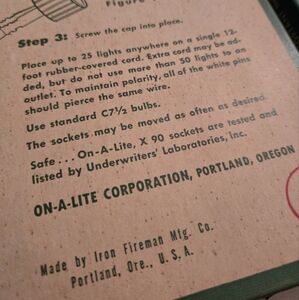 Figure
Step 3: Screw the cap into place.
Place up to 25 lights anywhere on a single 12-
foot rubber-covered cord. Extra cord may be ad-
ded, but do not use more than 50 lights to an
outlet. To maintain polarity, all of the white pins
should pierce the same wire.
Use standard C7½ bulbs.
The sockets may be moved as often as desired.
Safe . . . On-A-Lite, X 90 sockets are tested and
listed by Underwriters' Laboratories, Inc.
ON-A-LITE CORPORATION, PORTLAND, OREGON
Made by Iron Fireman Mfg. Co.
Portland, Ore., U. S. A.